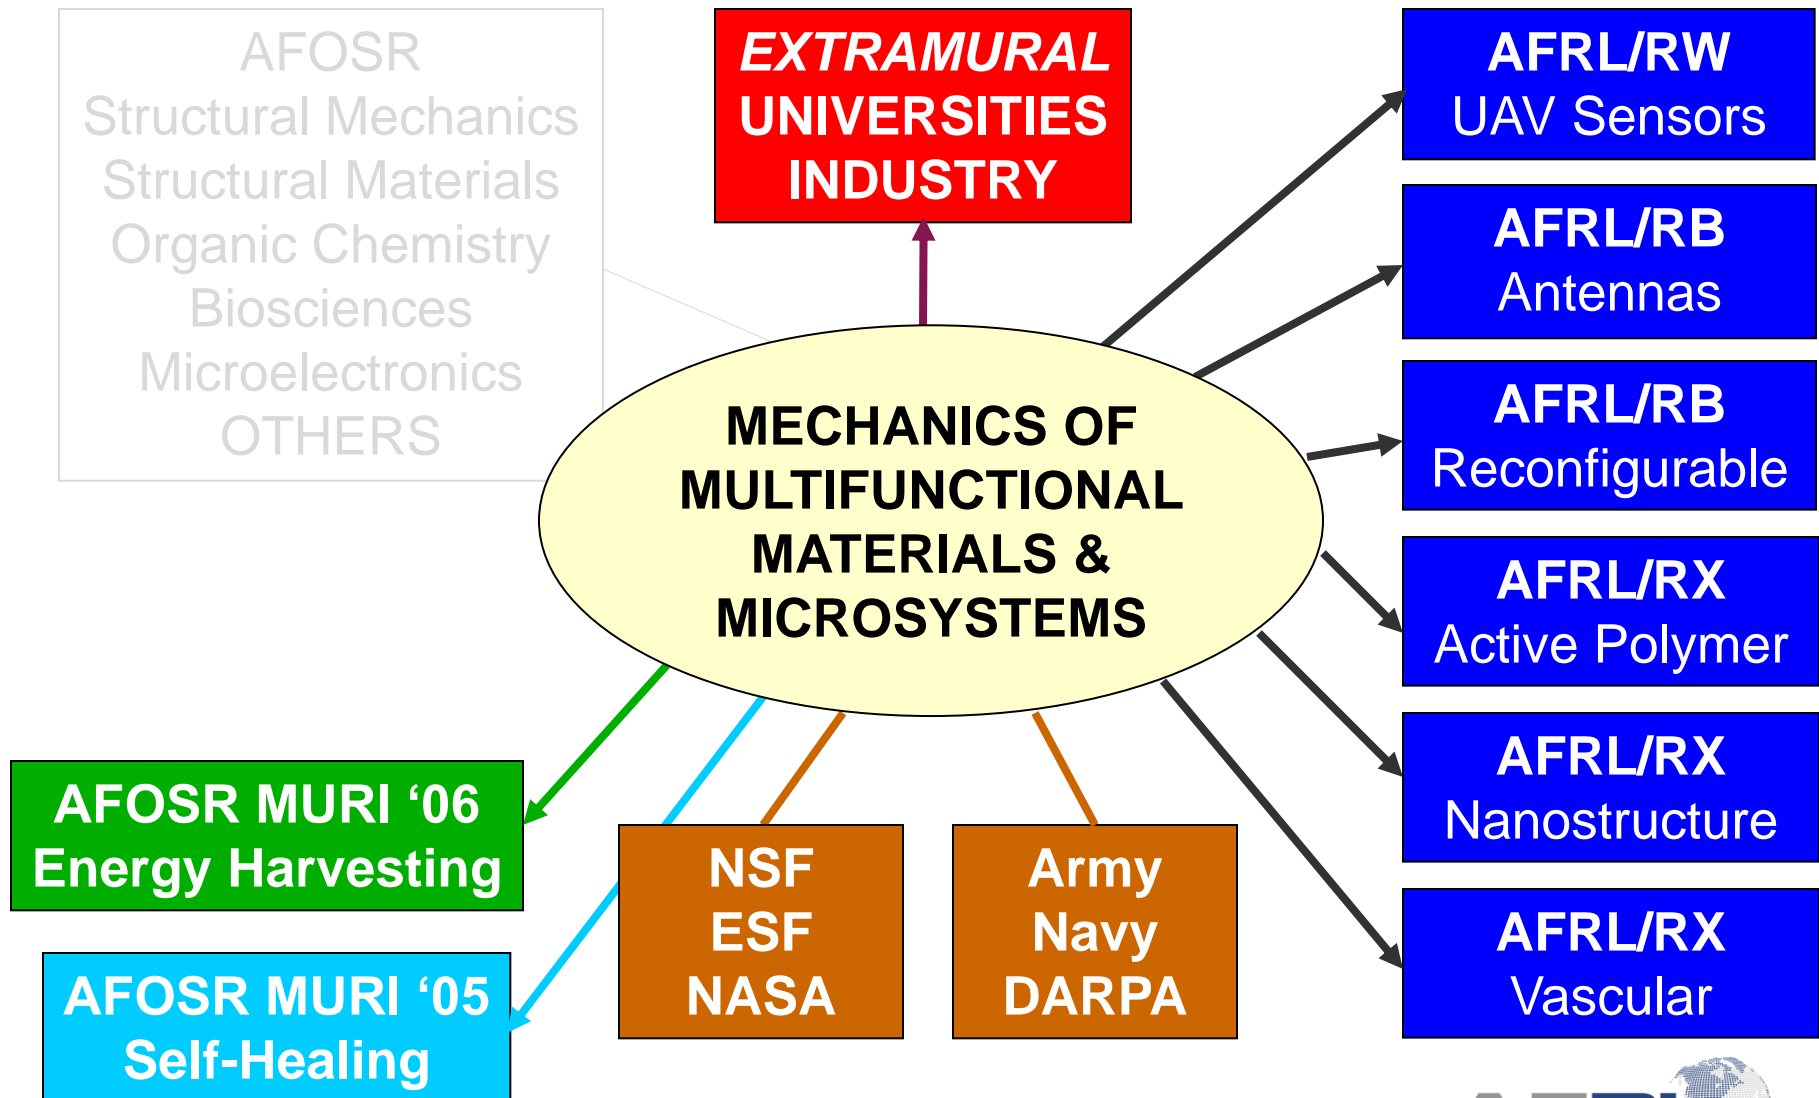 AFOSR
Structural Mechanics
Structural Materials
Organic Chemistry
Biosciences
Microelectronics
OTHERS
EXTRAMURAL
UNIVERSITIES
INDUSTRY
AFRL/RW
UAV Sensors
AFRL/RB
Antennas
AFRL/RB
Reconfigurable
AFRL/RX
Active Polymer
AFRL/RX
Nanostructure
AFRL/RX
Vascular
MECHANICS OF
MULTIFUNCTIONAL
MATERIALS &
MICROSYSTEMS
AFOSR MURI ‘06
Energy Harvesting
AFOSR MURI ‘05
Self-Healing
NSF
ESF
NASA
Army
Navy
DARPA